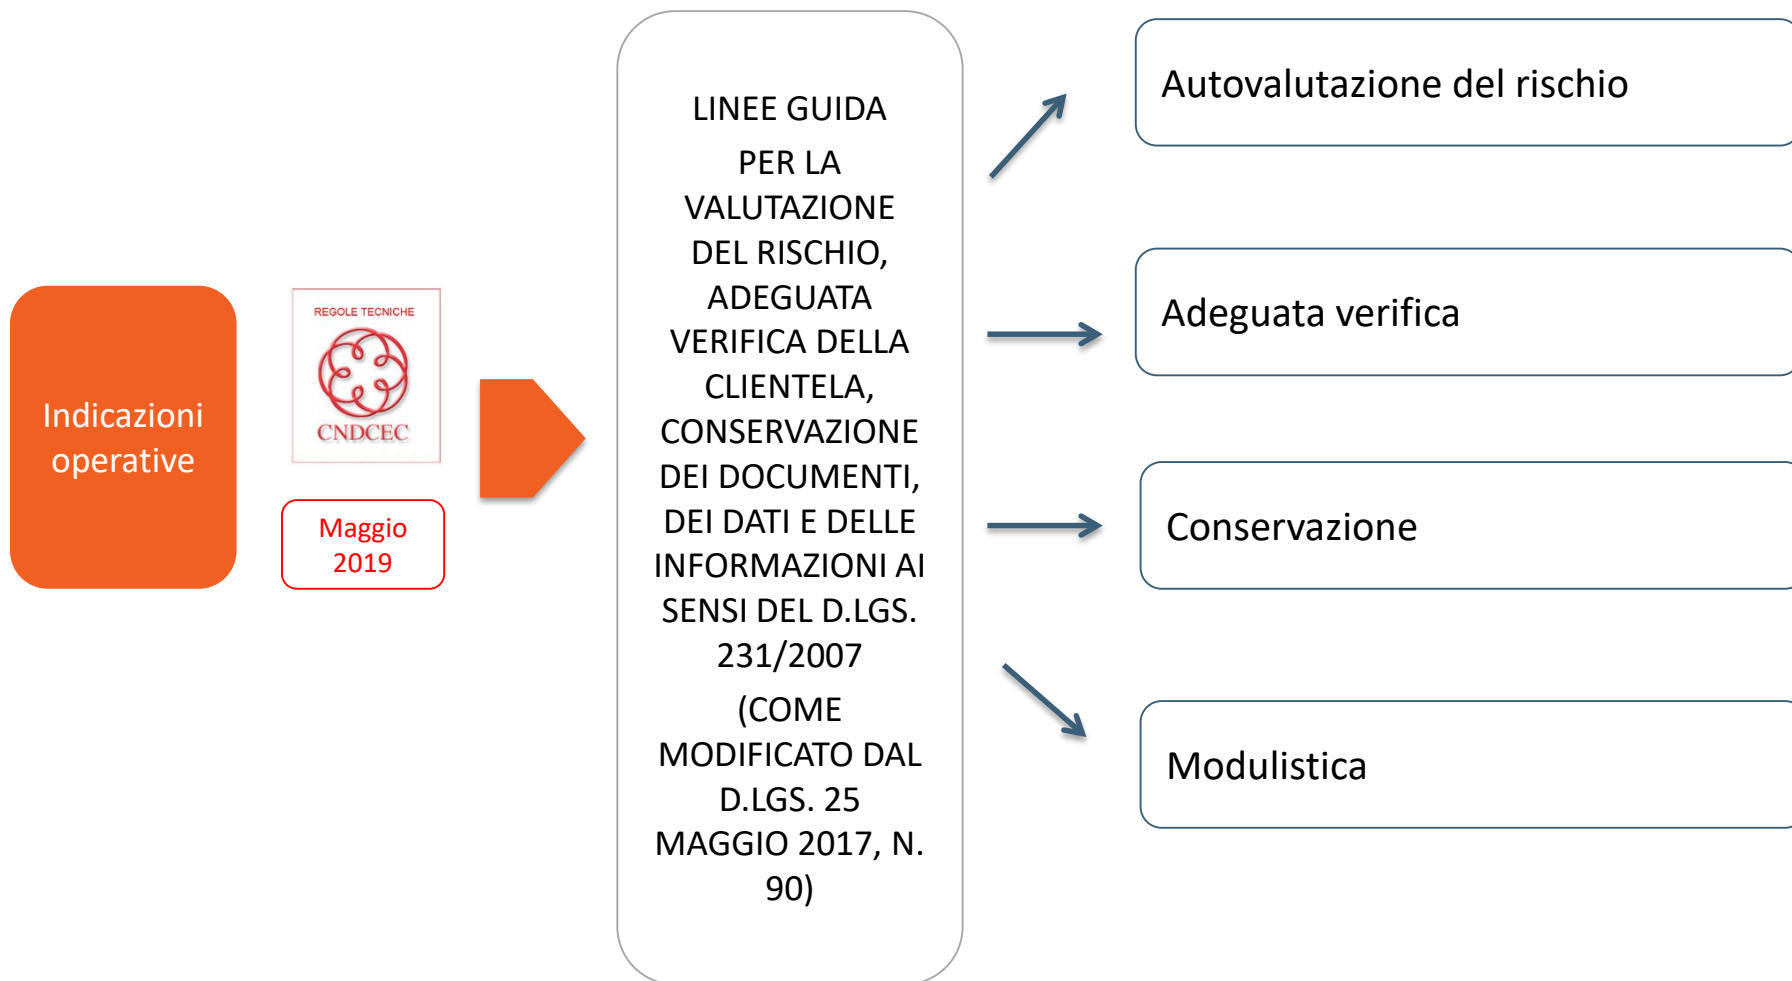 Indicazioni
operative
REGOLE TECNICHE
CNDCEC
Maggio
2019
LINEE GUIDA
PER LA
VALUTAZIONE
DEL RISCHIO,
ADEGUATA
VERIFICA DELLA
CLIENTELA,
CONSERVAZIONE
DEI DOCUMENTI,
DEI DATI E DELLE
INFORMAZIONI AI
SENSI DEL D.LGS.
231/2007
(COME
MODIFICATO DAL
D.LGS. 25
MAGGIO 2017, N.
90)
Autovalutazione del rischio
Adeguata verifica
Conservazione
Modulistica